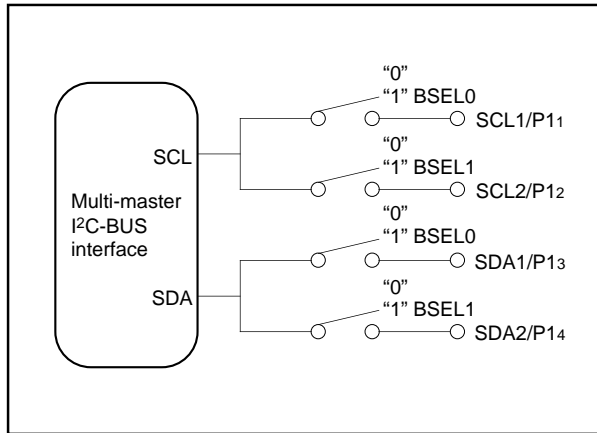 “0”
“1” BSEL0
SCL1/P11
“0”
SCL
“1” BSEL1
SCL2/P12
Multi-master
I2C-BUS
interface
“0”
“1” BSEL0
SDA1/P13
SDA
“0”
“1” BSEL1
SDA2/P14